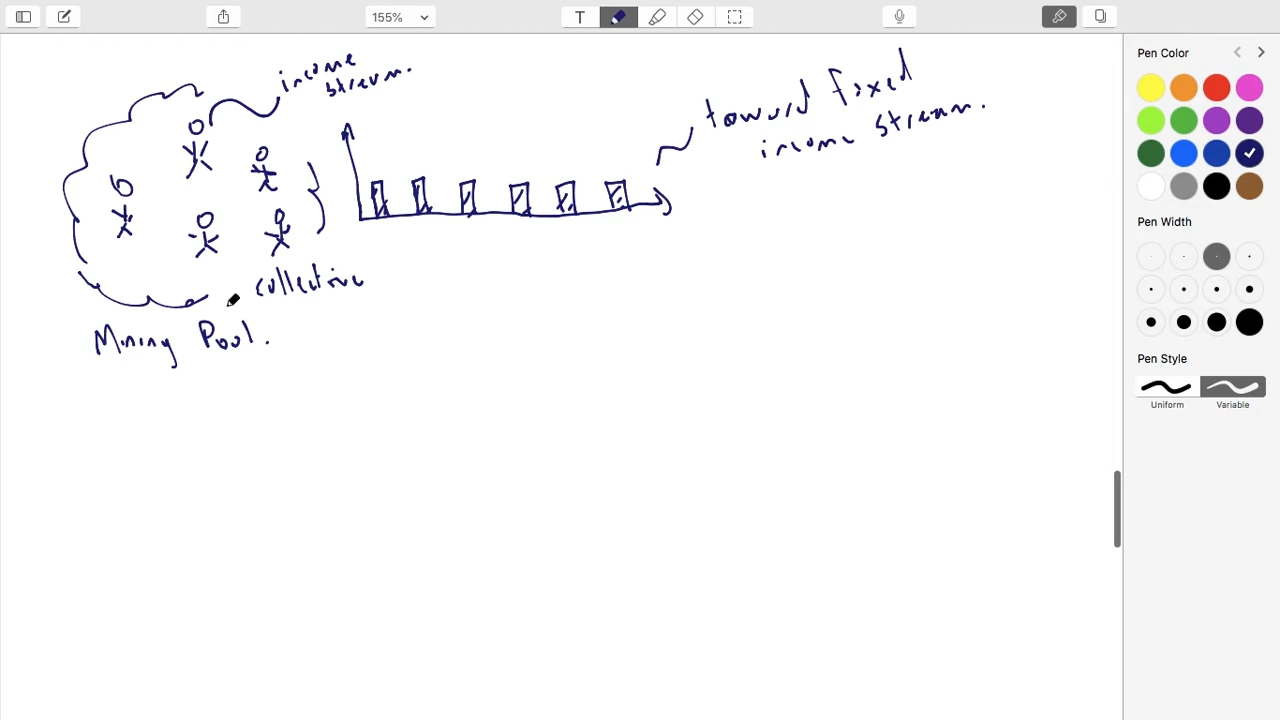 155%
T
income
stream.
toward fixed
income stream.
collective
Mining Pool.
Pen Color
Pen Width
Pen Style
Uniform
Variable